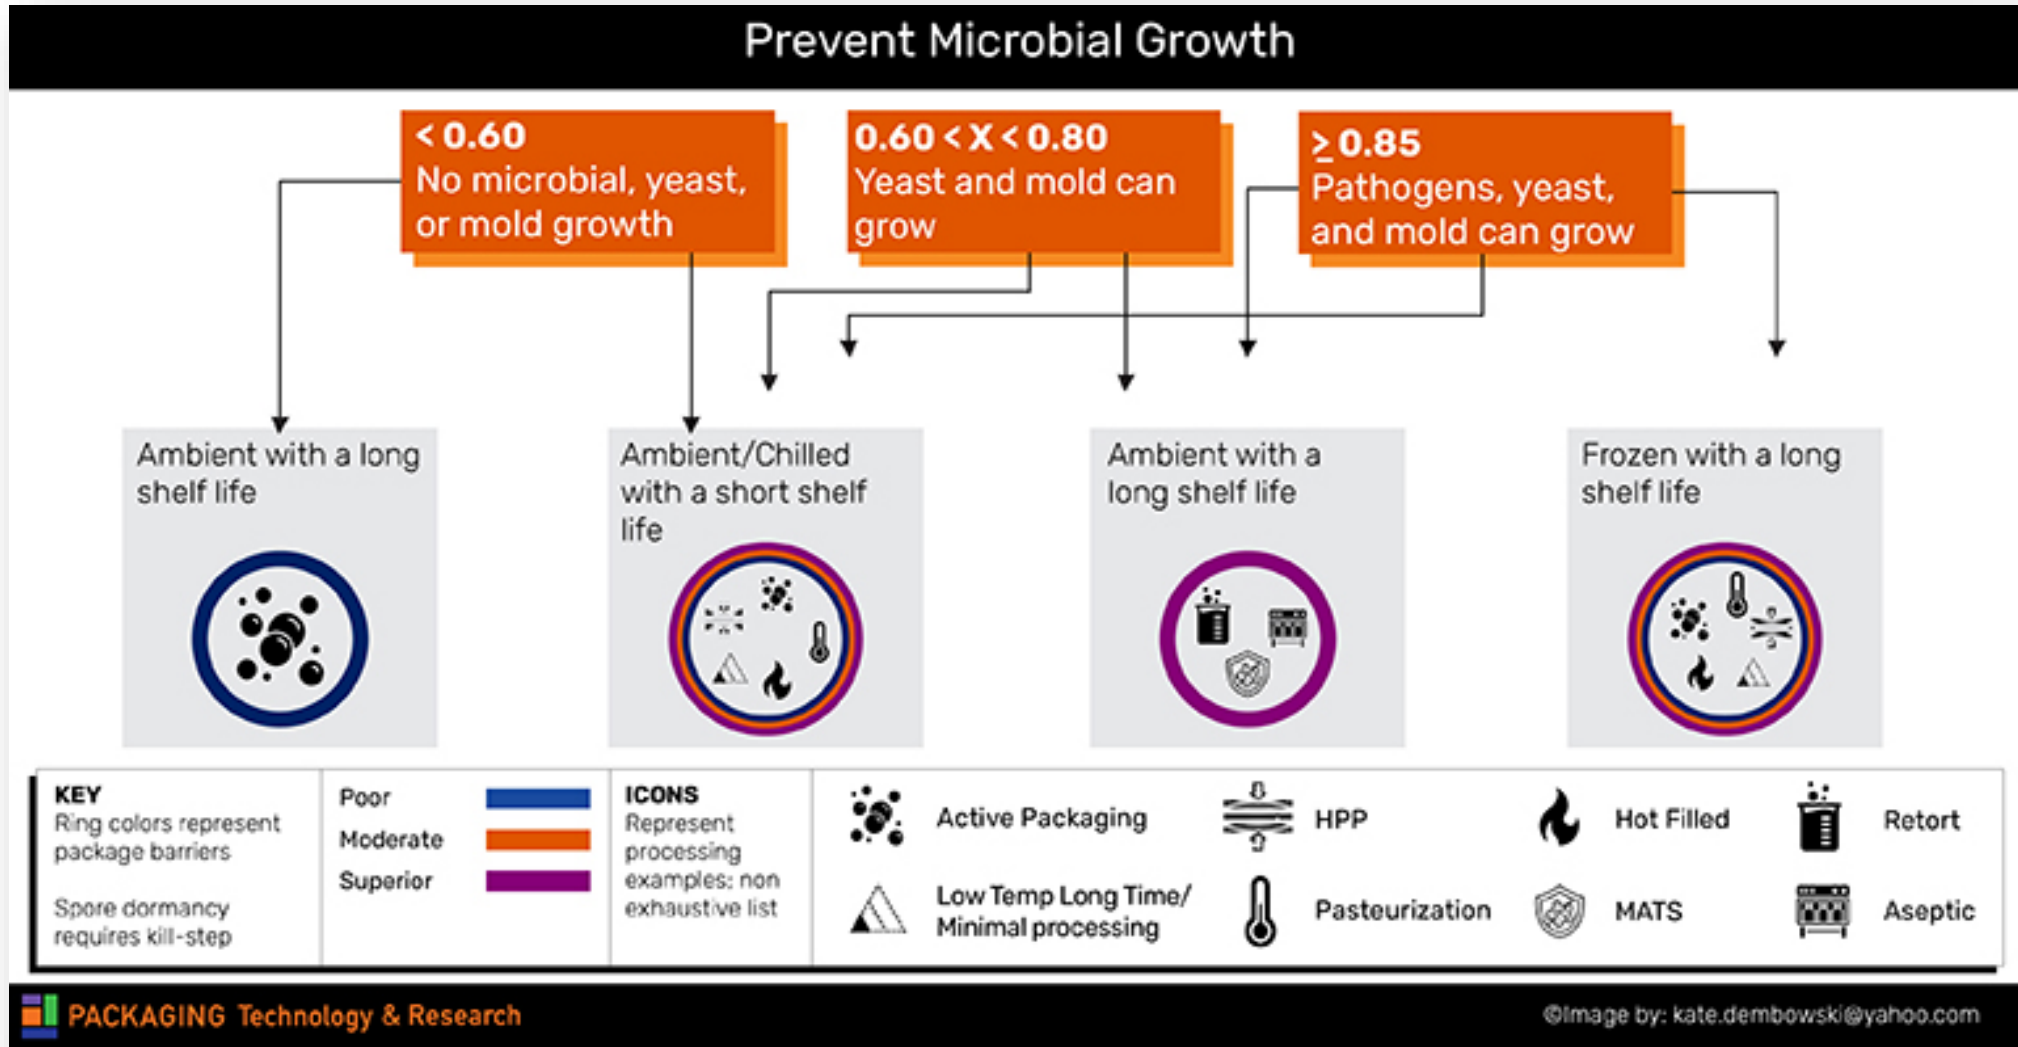 Prevent Microbial Growth
< 0.60
No microbial, yeast,
or mold growth
0.60 < X < 0.80
Yeast and mold can
grow
≥ 0.85
Pathogens, yeast,
and mold can grow
Ambient with a long
shelf life
Ambient/Chilled
with a short shelf
life
Ambient with a
long shelf life
Frozen with a long
shelf life
KEY
Ring colors represent
package barriers
Spore dormancy
requires kill-step
Poor
Moderate
Superior
ICONS
Represent
processing
examples: non
exhaustive list
Active Packaging
HPP
Hot Filled
Retort
Low Temp Long Time/
Minimal processing
Pasteurization
MATS
Aseptic
PACKAGING Technology & Research
©Image by: kate.dembowski@yahoo.com